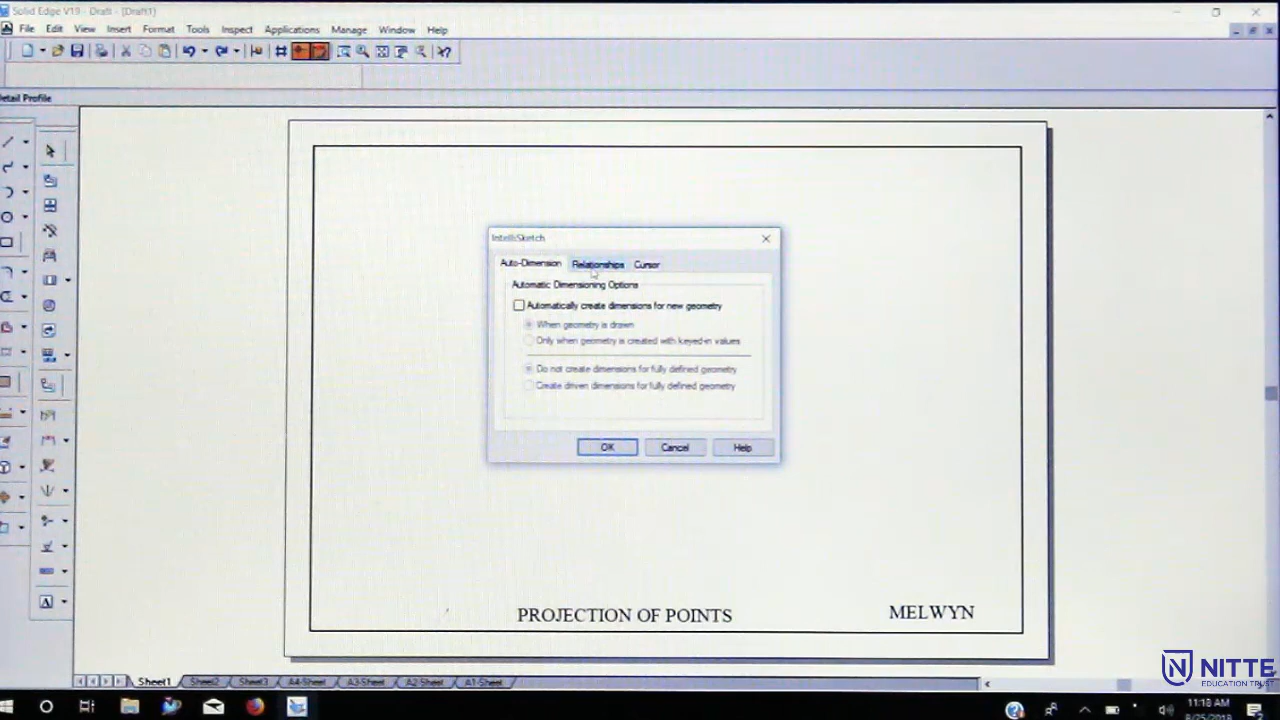 Solid Edge V19 - Draft - [Draft1]
File Edit View Insert Format Tools Inspect Applications Manage Window Help
Detail Profile
IntelliSketch
Auto-Dimension Relationships Cursor
Automatic Dimensioning Options
Automatically create dimensions for new geometry
When geometry is drawn
Only when geometry is created with keyed-in values
Do not create dimensions for fully defined geometry
Create driven dimensions for fully defined geometry
OK Cancel Help
PROJECTION OF POINTS MELWYN
Sheet1 Sheet2 Sheet3 A4-Sheet A3-Sheet A2-Sheet A1-Sheet
NITTE
EDUCATION TRUST
11:18 AM